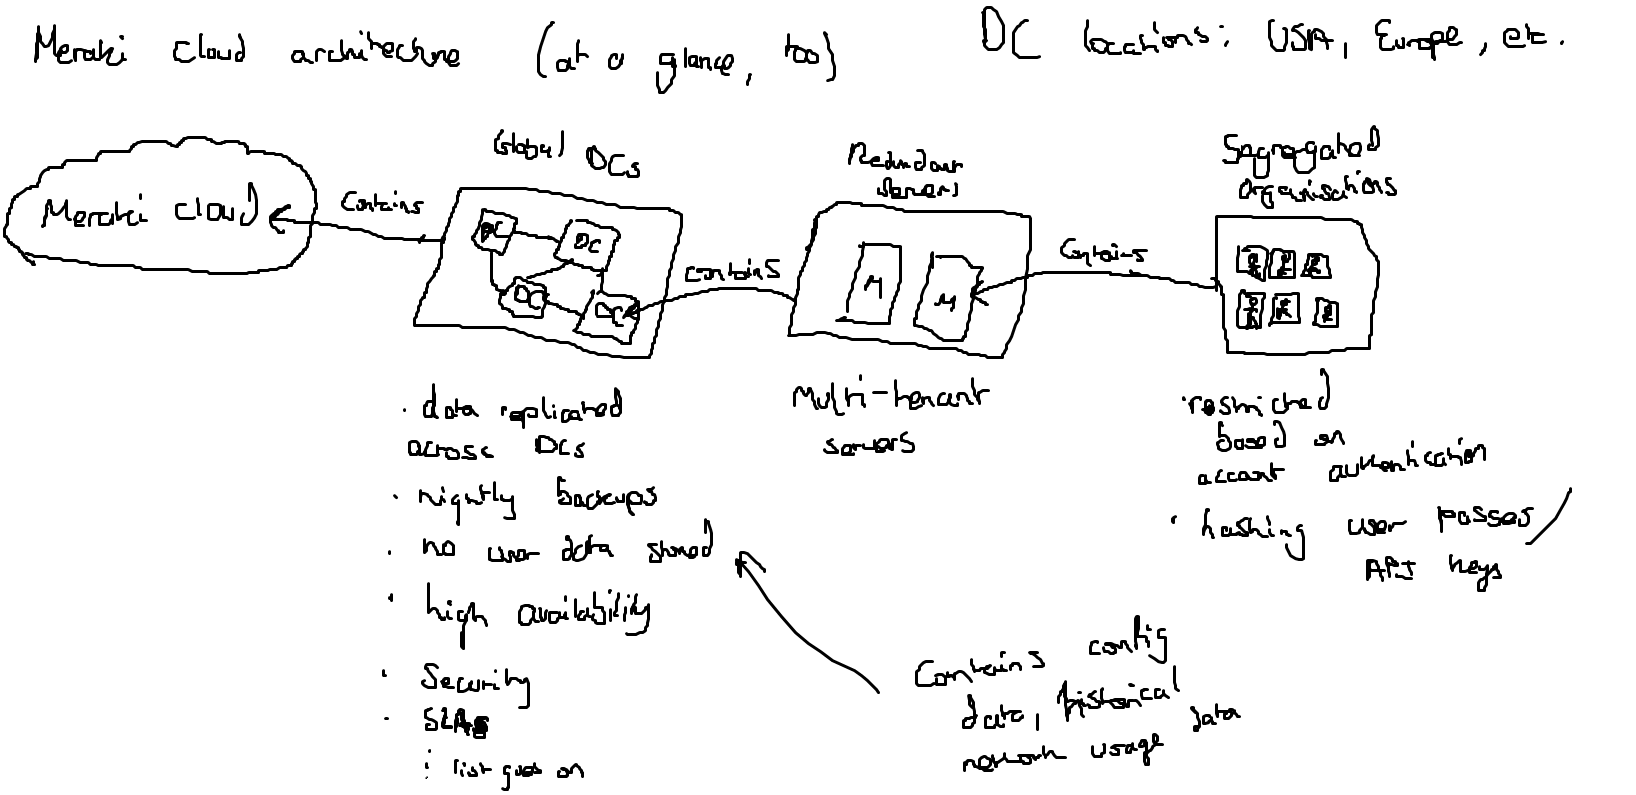 Meraki cloud architecture (at a glance, too)
DC locations: USA, Europe, etc.
Meraki cloud
Contains
Global DCs
DC
DC
DC
DC
contains
Redundant
servers
M
M
Contains
Segregated
organisations
· data replicated
across DCs
· nightly backups
· no user data stored
· high availability
· Security
· SLAs
: list goes on
Multi-tenant
servers
· restricted
based on
account authentication
· hashing user passes/
API keys
Contains config
data, historical
network usage data